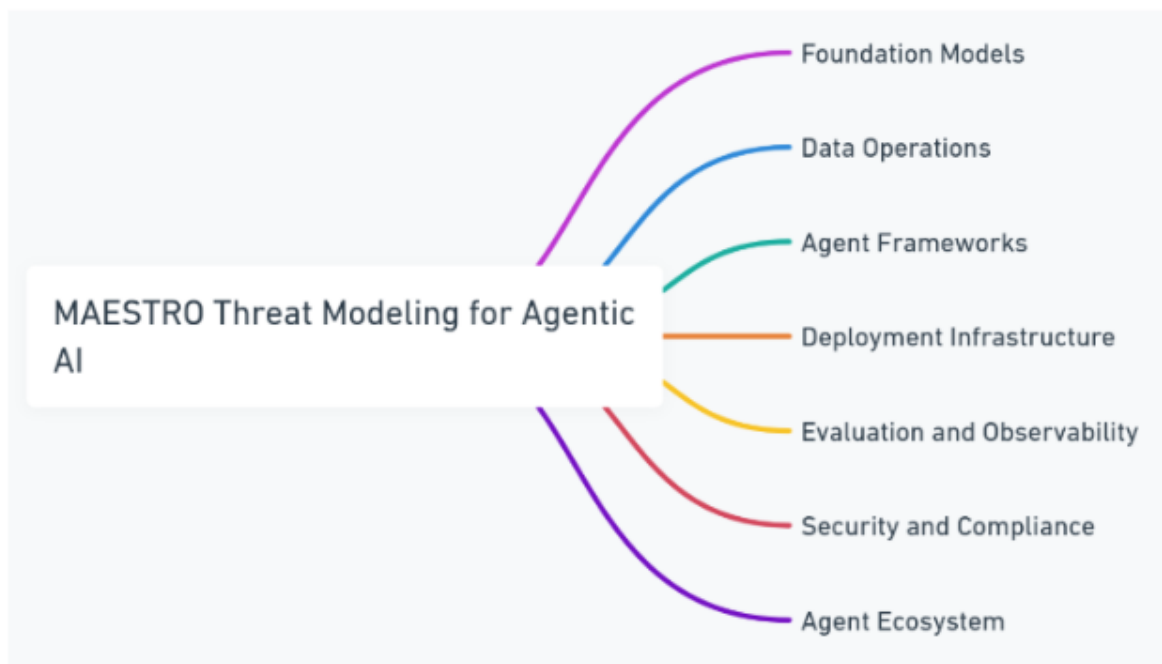 Foundation Models
Data Operations
Agent Frameworks
MAESTRO Threat Modeling for Agentic
AI
Deployment Infrastructure
Evaluation and Observability
Security and Compliance
Agent Ecosystem